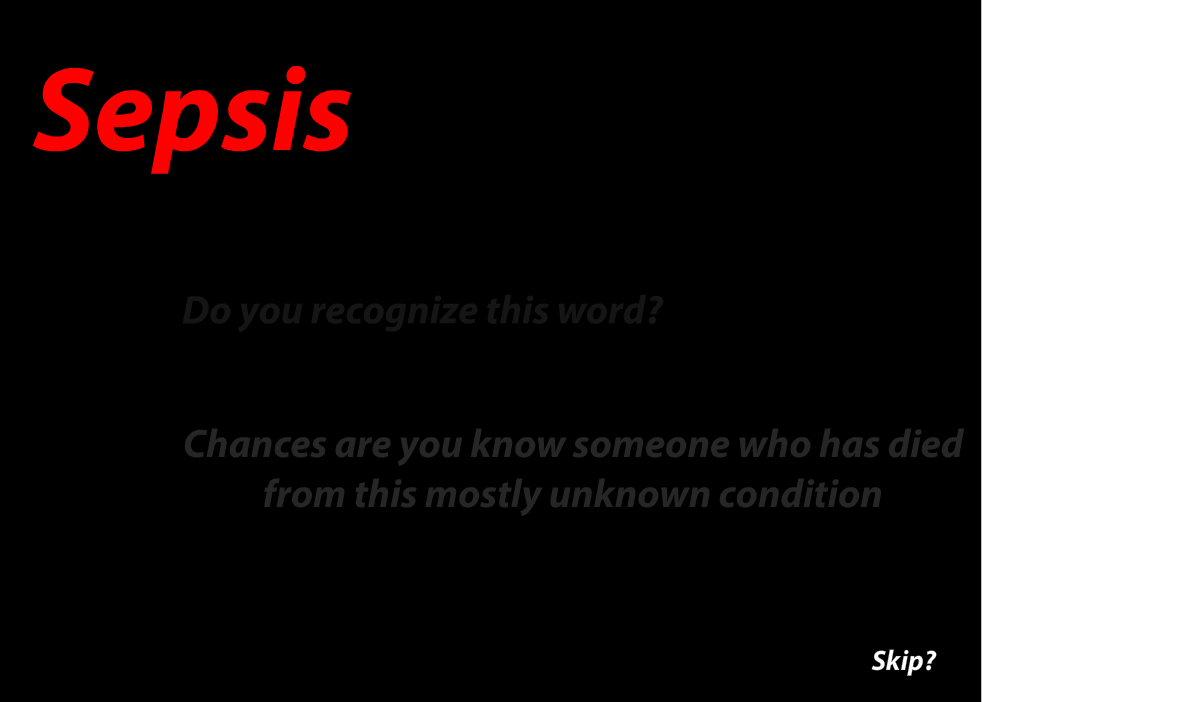 Sepsis
Do you recognize this word?
Chances are you know someone who has died
from this mostly unknown condition
Skip?